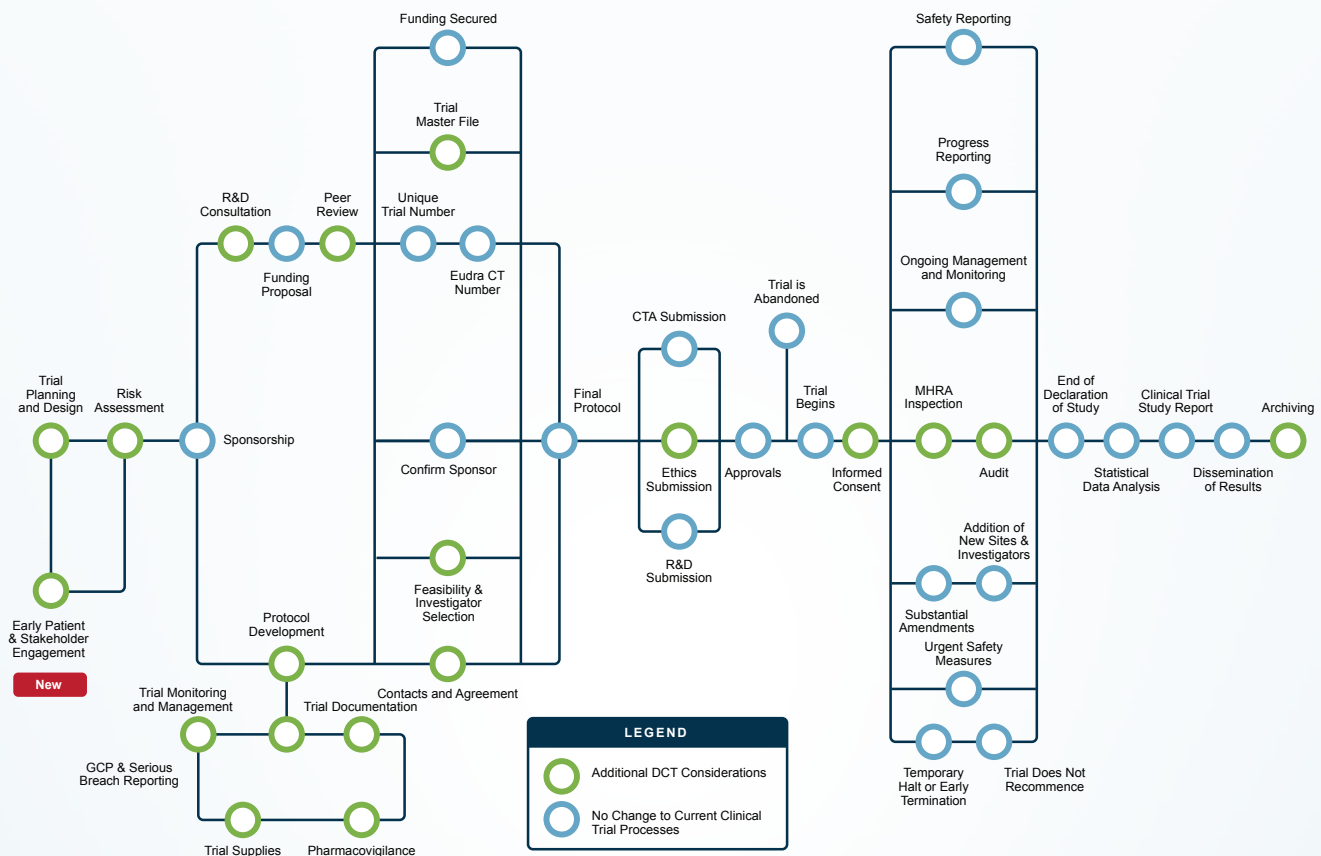 Funding Secured
Safety Reporting
Trial
Master File
Progress
Reporting
R&D
Consultation
Peer
Review
Unique
Trial Number
Funding
Proposal
Eudra CT
Number
Ongoing Management
and Monitoring
Trial is
Abandoned
CTA Submission
Trial
Planning
and Design
Risk
Assessment
Sponsorship
Final
Protocol
Confirm Sponsor
Ethics
Submission
Approvals
Trial
Begins
Informed
Consent
MHRA
Inspection
Audit
End of
Declaration
of Study
Clinical Trial
Study Report
Archiving
Statistical
Data Analysis
Dissemination
of Results
R&D
Submission
Addition of
New Sites &
Investigators
Feasibility &
Investigator
Selection
Substantial
Amendments
Early Patient
& Stakeholder
Engagement
New
Protocol
Development
Urgent Safety
Measures
Contacts and Agreement
Trial Monitoring
and Management
Trial Documentation
GCP & Serious
Breach Reporting
Trial Supplies
Pharmacovigilance
Temporary
Halt or Early
Termination
Trial Does Not
Recommence
LEGEND
Additional DCT Considerations
No Change to Current Clinical
Trial Processes